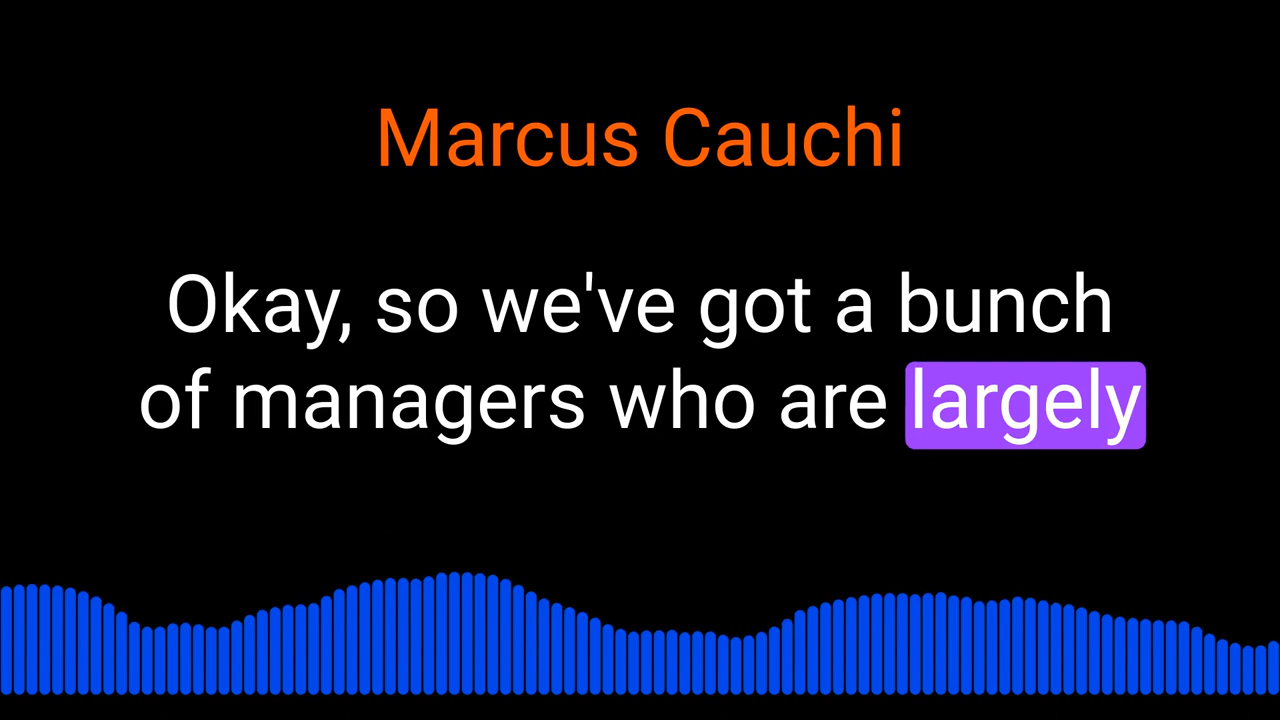 Marcus Cauchi
Okay, so we've got a bunch
of managers who are largely